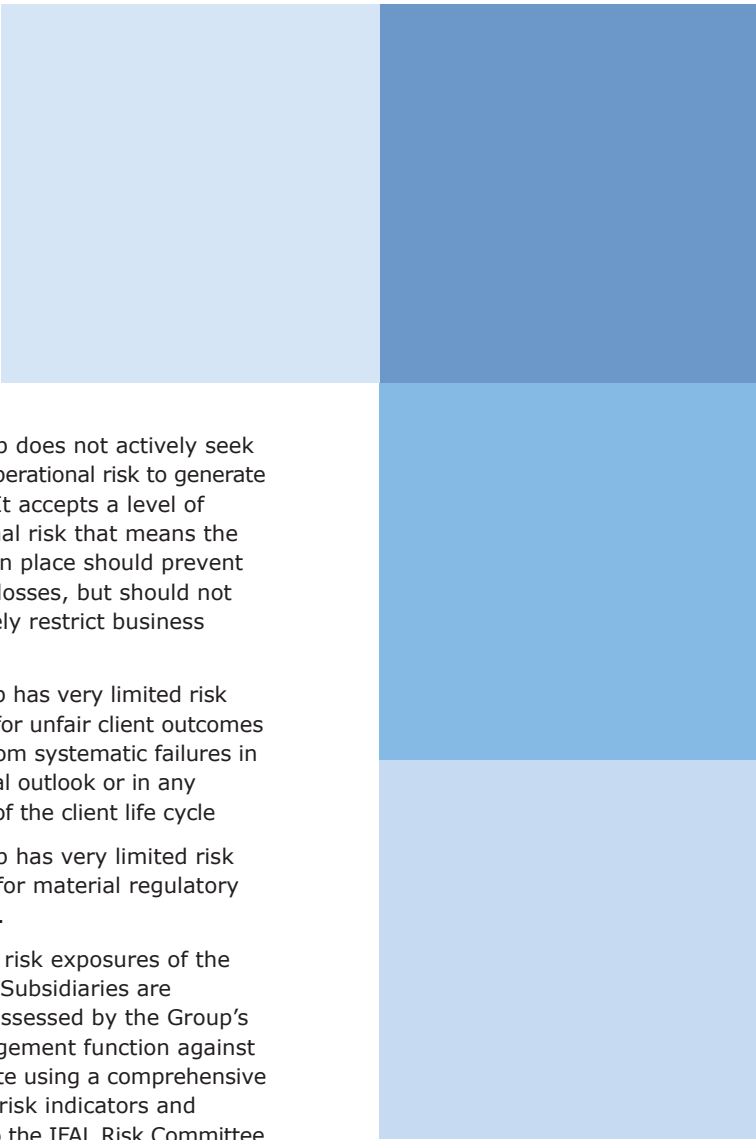 p does not actively seek
perational risk to generate
It accepts a level of
al risk that means the
n place should prevent
losses, but should not
ely restrict business
p has very limited risk
for unfair client outcomes
om systematic failures in
al outlook or in any
of the client life cycle
p has very limited risk
for material regulatory
.
risk exposures of the
Subsidiaries are
ssessed by the Group's
gement function against
te using a comprehensive
risk indicators and
o the IFAL Risk Committee